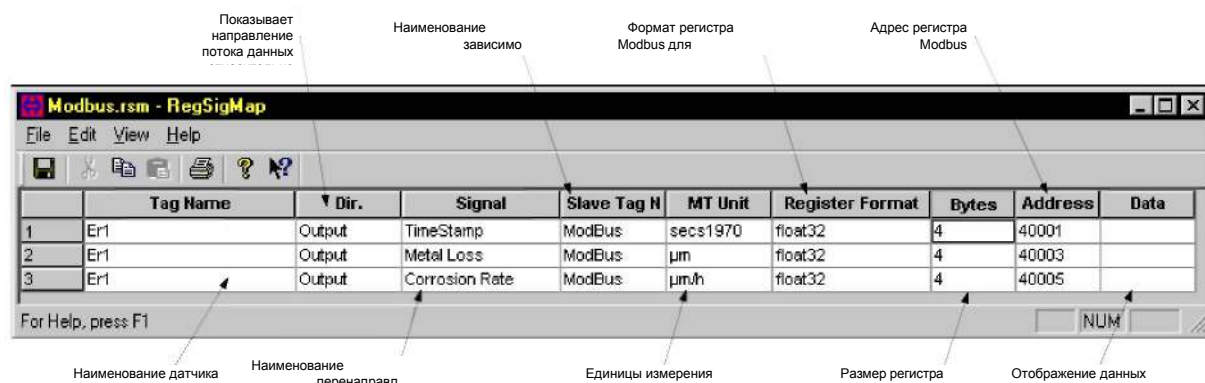 Показывает
направление
потока данных
Наименование
зависимо
Формат регистра
Modbus для
Адрес регистра
Modbus
Modbus.rsm - RegSigMap
File Edit View Help
Tag Name Dir. Signal Slave Tag N MT Unit Register Format Bytes Address Data
1 Er1 Output TimeStamp ModBus secs1970 float32 4 40001
2 Er1 Output Metal Loss ModBus µm float32 4 40003
3 Er1 Output Corrosion Rate ModBus µm/h float32 4 40005
For Help, press F1 NUM
Наименование датчика
Наименование
перенаправл
Единицы измерения
Размер регистра
Отображение данных